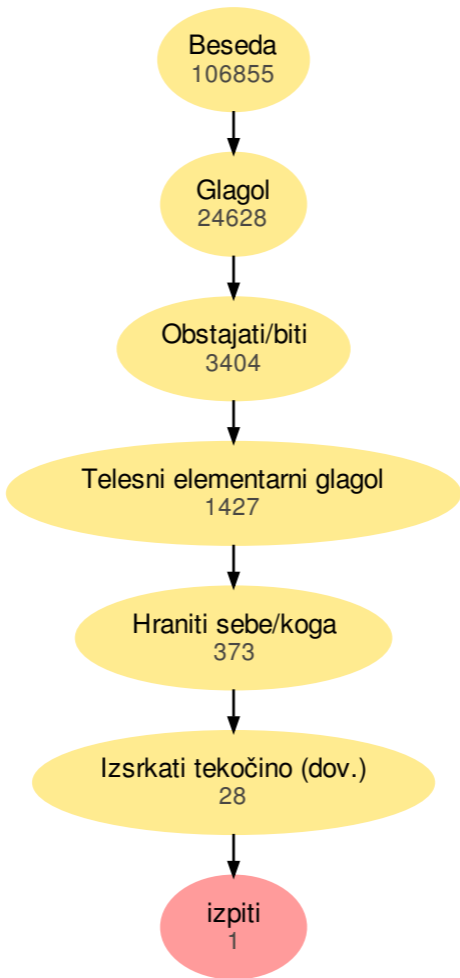 Beseda
106855
Glagol
24628
Obstajati/biti
3404
Telesni elementarni glagol
1427
Hraniti sebe/koga
373
Izsrkati tekočino (dov.)
28
izpiti
1